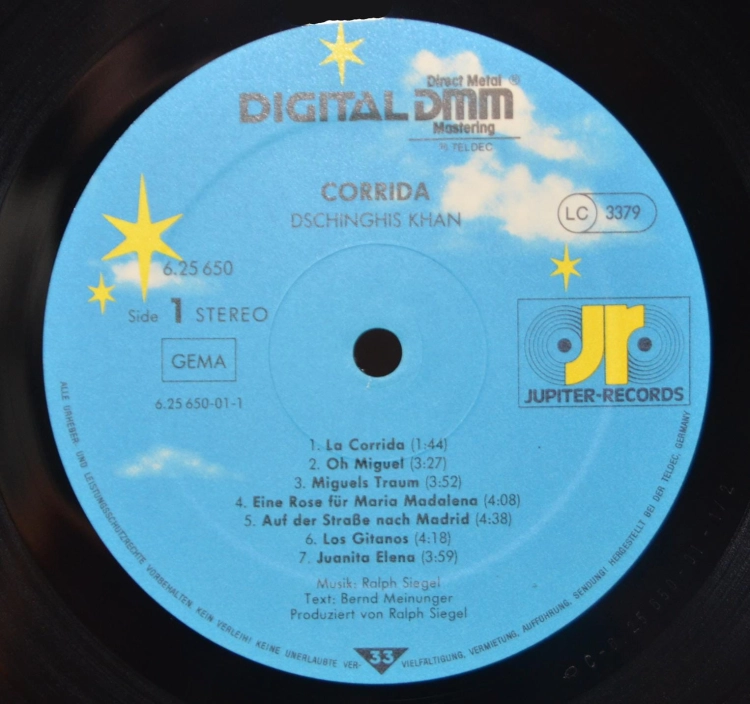 DIGITAL DMM
Direct Metal ®
Mastering
TELDEC
CORRIDA
DSCHINGHIS KHAN
LC 3379
6.25 650
Side 1 STEREO
GEMA
6.25 650-01-1
JR
JUPITER-RECORDS
1. La Corrida (1:44)
2. Oh Miguel (3:27)
3. Miguels Traum (3:52)
4. Eine Rose für Maria Madalena (4:08)
5. Auf der Straße nach Madrid (4:38)
6. Los Gitanos (4:18)
7. Juanita Elena (3:59)
Musik: Ralph Siegel
Text: Bernd Meinunger
Produziert von Ralph Siegel
33
ALLE URHEBER- UND LEISTUNGSSCHUTZRECHTE VORBEHALTEN. KEIN VERLEIH! KEINE UNERLAUBTE VER- VIELFÄLTIGUNG, VERMIETUNG, AUFFÜHRUNG, SENDUNG! HERGESTELLT BEI DER TELDEC, GERMANY